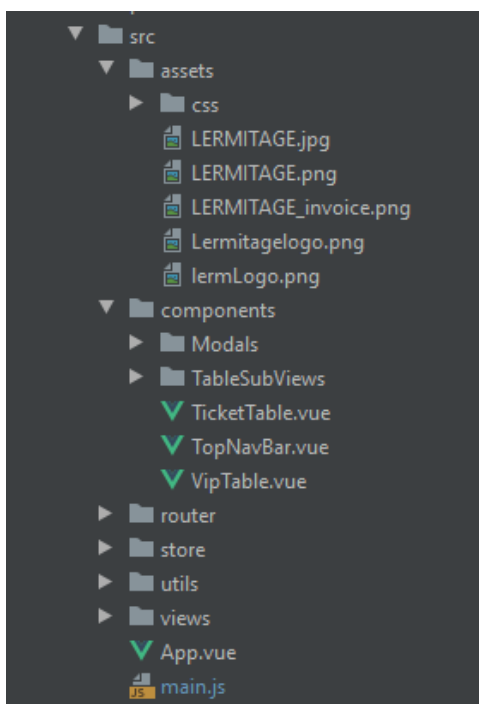 src
assets
css
LERMITAGE.jpg
LERMITAGE.png
LERMITAGE_invoice.png
Lermitagelogo.png
lermLogo.png
components
Modals
TableSubViews
TicketTable.vue
TopNavBar.vue
VipTable.vue
router
store
utils
views
App.vue
JS main.js